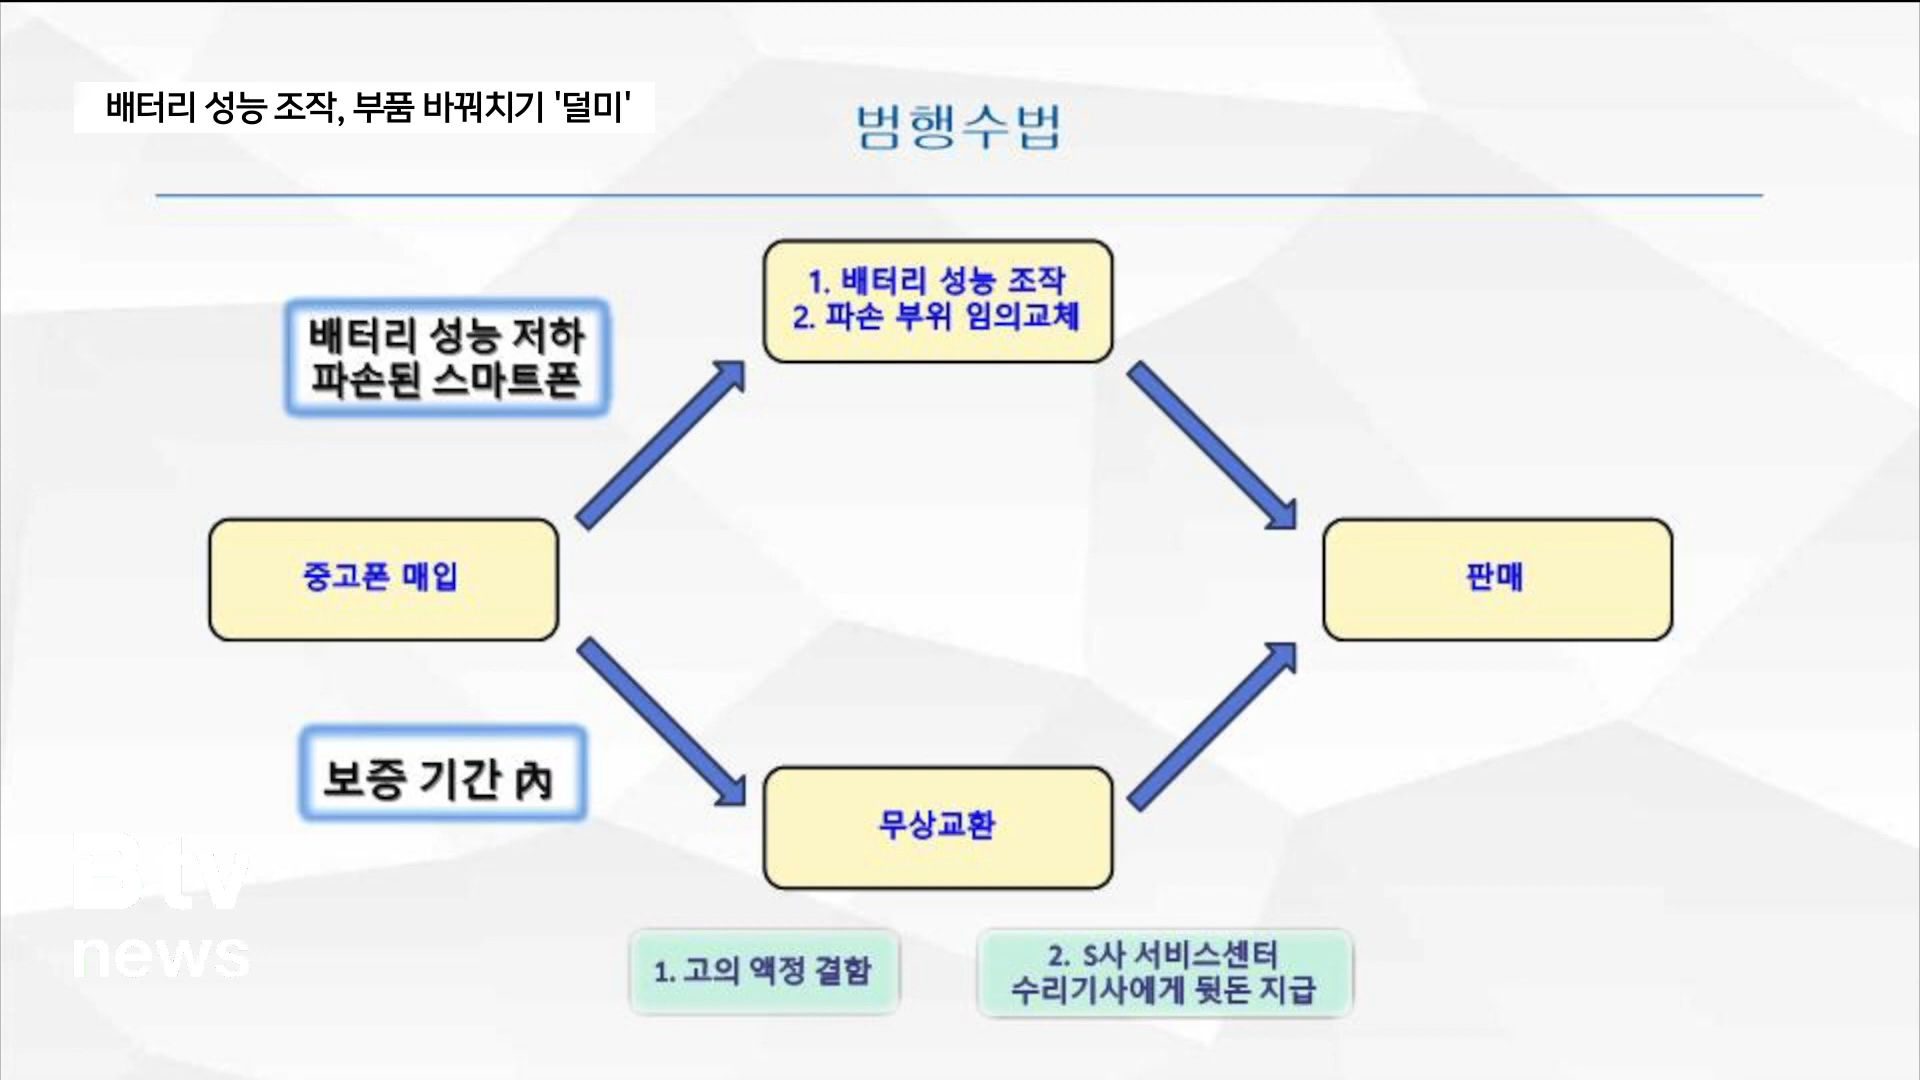 배터리 성능 조작, 부품 바꿔치기 '덜미'
범행수법
1. 배터리 성능 조작
2. 파손 부위 임의교체
배터리 성능 저하
파손된 스마트폰
중고폰 매입
판매
보증 기간 內
무상교환
B tv
news
1. 고의 액정 결함
2. S사 서비스센터
수리기사에게 뒷돈 지급